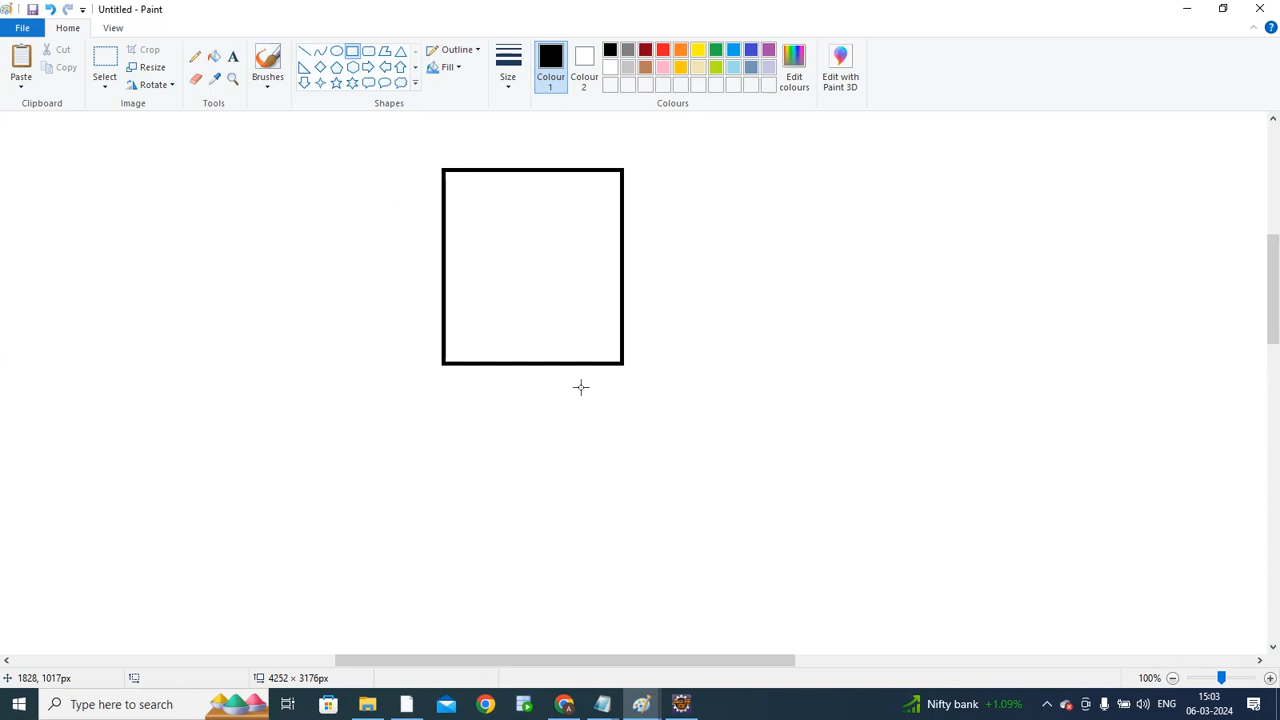 Untitled - Paint
File Home View
Paste
Cut
Copy
Clipboard
Select
Crop
Resize
Rotate
Image
Tools
Brushes
Shapes
Outline
Fill
Size
Colour 1
Colour 2
Colours
Edit colours
Edit with Paint 3D
1828, 1017px
4252 × 3176px
100%
Type here to search
Nifty bank +1.09%
ENG
15:03
06-03-2024